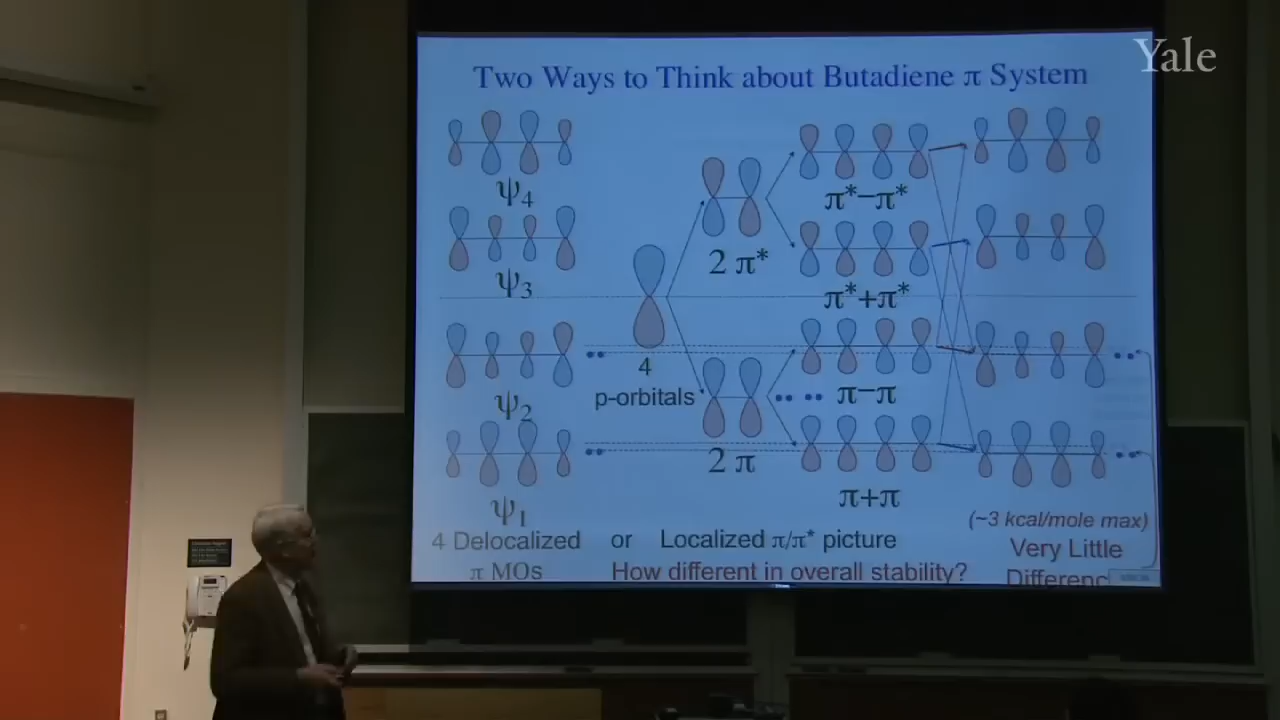 Yale
Two Ways to Think about Butadiene π System
ψ4
ψ3
ψ2
ψ1
4
p-orbitals
2 π*
2 π
π*–π*
π*+π*
π–π
π+π
4 Delocalized
π MOs
or
Localized π/π* picture
How different in overall stability?
(~3 kcal/mole max)
Very Little
Differenc